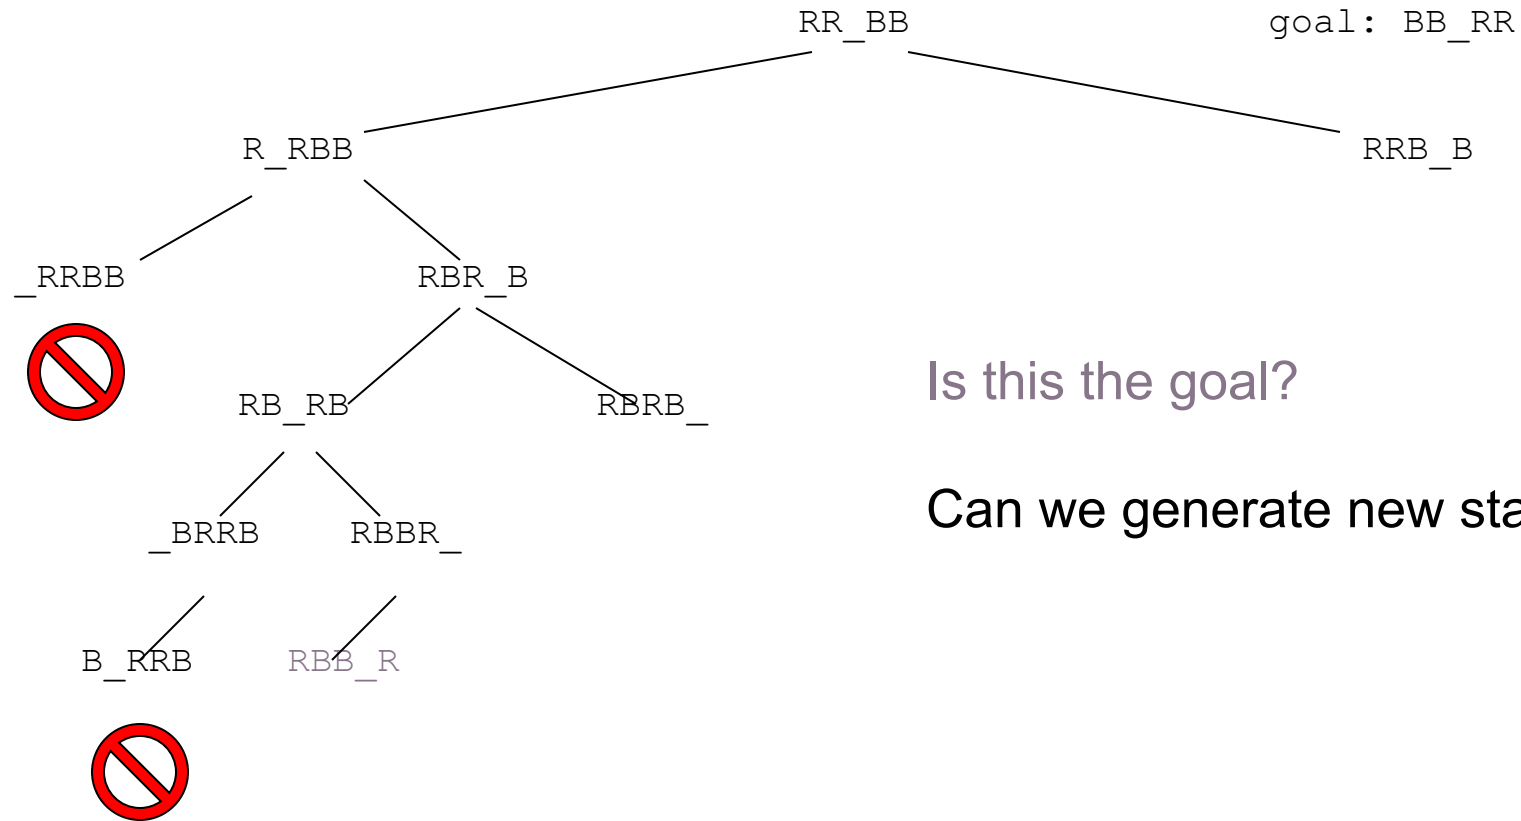 RR_BB
goal: BB_RR
R_RBB
RRB_B
_RRBB
RBR_B
Is this the goal?
RB_RB
RBRB_
Can we generate new sta
_BRRB
RBBR_
B_RRB
RBB_R